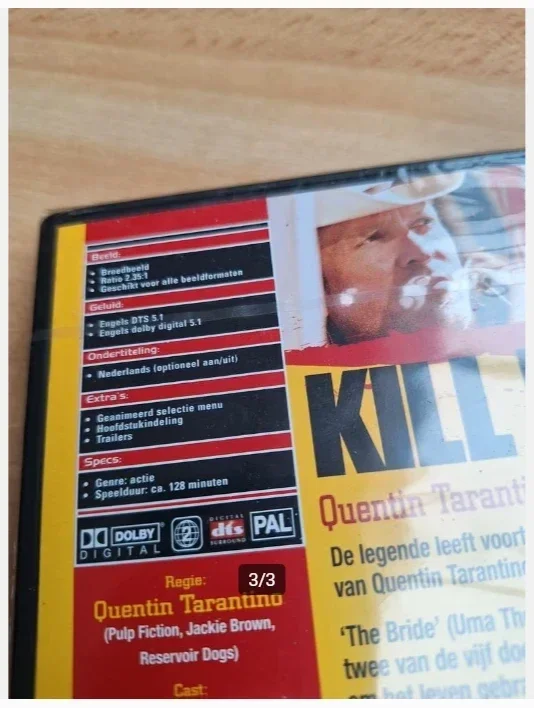 Beeld:
• Breedbeeld
• Ratio 2.35:1
• Geschikt voor alle beeldformaten
Geluid:
• Engels DTS 5.1
• Engels dolby digital 5.1
Ondertiteling:
• Nederlands (optioneel aan/uit)
Extra's:
• Geanimeerd selectie menu
• Hoofdstukindeling
• Trailers
Specs:
• Genre: actie
• Speelduur: ca. 128 minuten
DOLBY
DIGITAL
2
DIGITAL
dts
SURROUND
PAL
Regie:
Quentin Tarantino
(Pulp Fiction, Jackie Brown,
Reservoir Dogs)
Cast:
KILL
Quentin Taranti
De legende leeft voort
van Quentin Tarantino
'The Bride' (Uma Th
twee van de vijf do
om het leven gebr
3/3